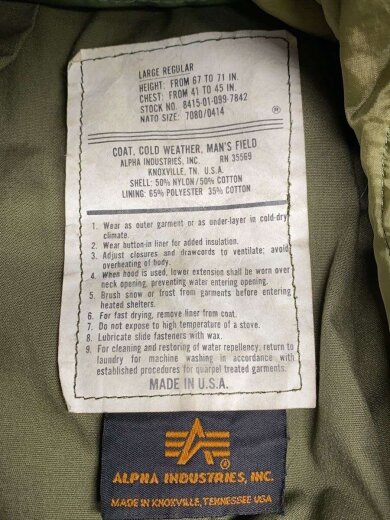 LARGE REGULAR
HEIGHT: FROM 67 TO 71 IN.
CHEST: FROM 41 TO 45 IN.
STOCK NO. 8415-01-099-7842
NATO SIZE: 7080/0414
R
COAT, COLD WEATHER, MAN'S FIELD
ALPHA INDUSTRIES, INC. RN 35569
KNOXVILLE, TN. U.S.A.
SHELL: 50% NYLON/50% COTTON
LINING: 65% POLYESTER 35% COTTON
1. Wear as outer garment or as under-layer in cold-dry
climate.
2. Wear button-in liner for added insulation.
3. Adjust closures and drawcords to ventilate; avoid
overheating of body.
4. When hood is used, lower extension shall be worn over
neck opening, preventing water entering opening.
5. Brush snow or frost from garments before entering
heated shelters.
6. For fast drying, remove liner from coat.
7. Do not expose to high temperature of a stove.
8. Lubricate slide fasteners with wax.
9. For cleaning and restoring of water repellency, return to
laundry for machine washing in accordance with
established procedures for quarpel treated garments.
MADE IN U.S.A.
®
ALPHA INDUSTRIES, INC.
MADE IN KNOXVILLE, TENNESSEE USA